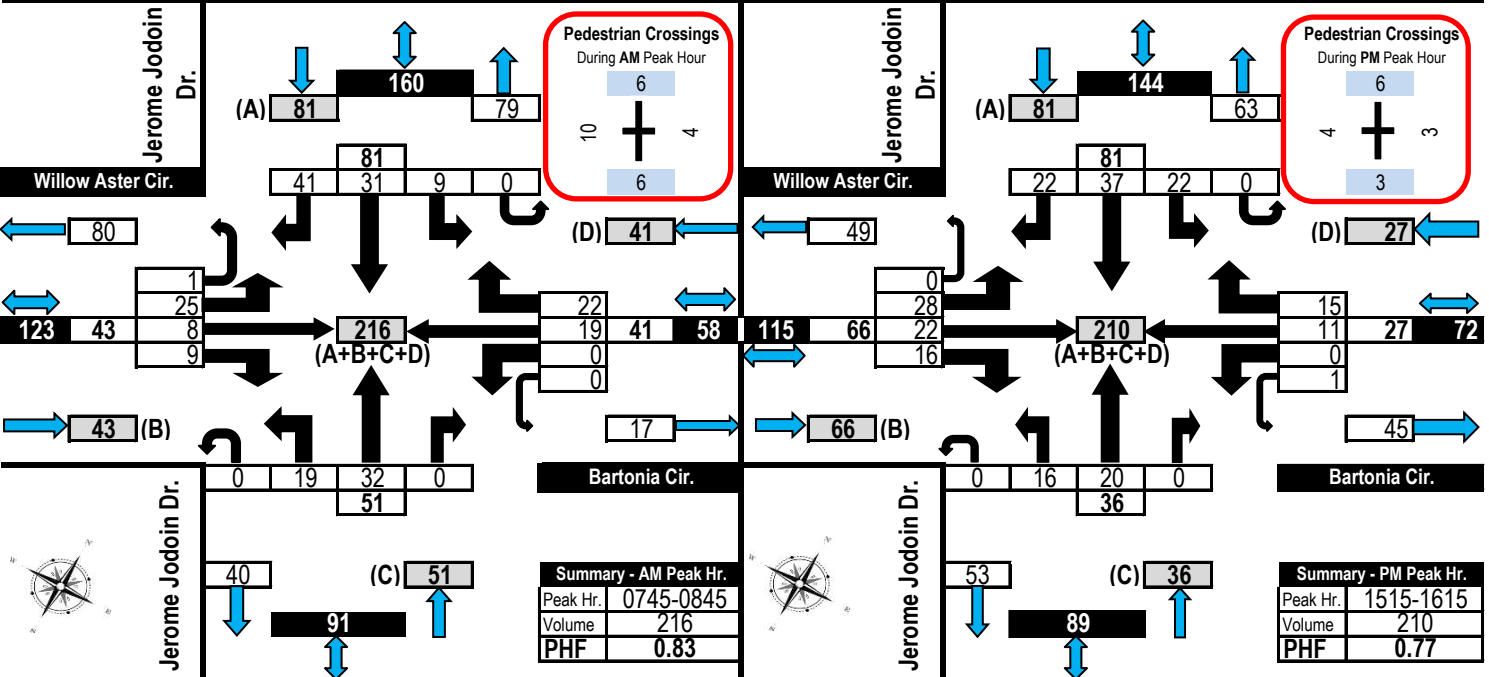 Jerome Jodoin
Dr.
Pedestrian Crossings
During AM Peak Hour
6
10
4
6
160
(A) 81
79
81
41 31 9 0
Willow Aster Cir.
80
(D) 41
1
25
8
9
123 43
216
(A+B+C+D)
22
19
0
0
41 58
43 (B)
17
0 19 32 0
51
Bartonia Cir.
Jerome Jodoin Dr.
40
(C) 51
91
Summary - AM Peak Hr.
Peak Hr. 0745-0845
Volume 216
PHF 0.83
Jerome Jodoin
Dr.
Pedestrian Crossings
During PM Peak Hour
6
4
3
3
144
(A) 81
63
81
22 37 22 0
Willow Aster Cir.
49
(D) 27
0
28
22
16
115 66
210
(A+B+C+D)
15
11
0
1
27 72
66 (B)
45
0 16 20 0
36
Bartonia Cir.
Jerome Jodoin Dr.
53
(C) 36
89
Summary - PM Peak Hr.
Peak Hr. 1515-1615
Volume 210
PHF 0.77